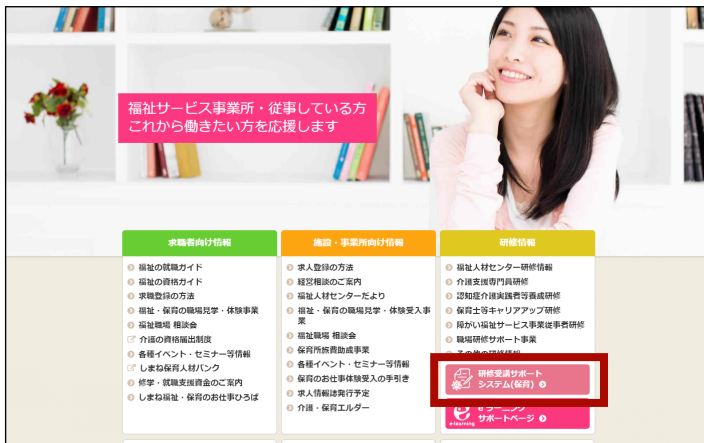 福祉サービス事業所・従事している方
これから働きたい方を応援します
求職者向け情報
福祉の就職ガイド
福祉の資格ガイド
求職登録の方法
福祉・保育の職場見学・体験事業
福祉職場 相談会
介護の資格届出制度
各種イベント・セミナー等情報
しまね保育人材バンク
修学・就職支援資金のご案内
しまね福祉・保育のお仕事ひろば
施設・事業所向け情報
求人登録の方法
経営相談のご案内
福祉人材センターだより
福祉・保育の職場見学・体験受入事
業
福祉職場 相談会
保育所旅費助成事業
各種イベント・セミナー等情報
保育のお仕事体験受入の手引き
求人情報誌発行予定
介護・保育エルダー
研修情報
福祉人材センター研修情報
介護支援専門員研修
認知症介護実践者等養成研修
保育士等キャリアアップ研修
障がい福祉サービス事業従事者研修
職場研修サポート事業
その他の研修情報
研修受講サポート
システム(保育)
eラーニング
サポートページ
e-learning